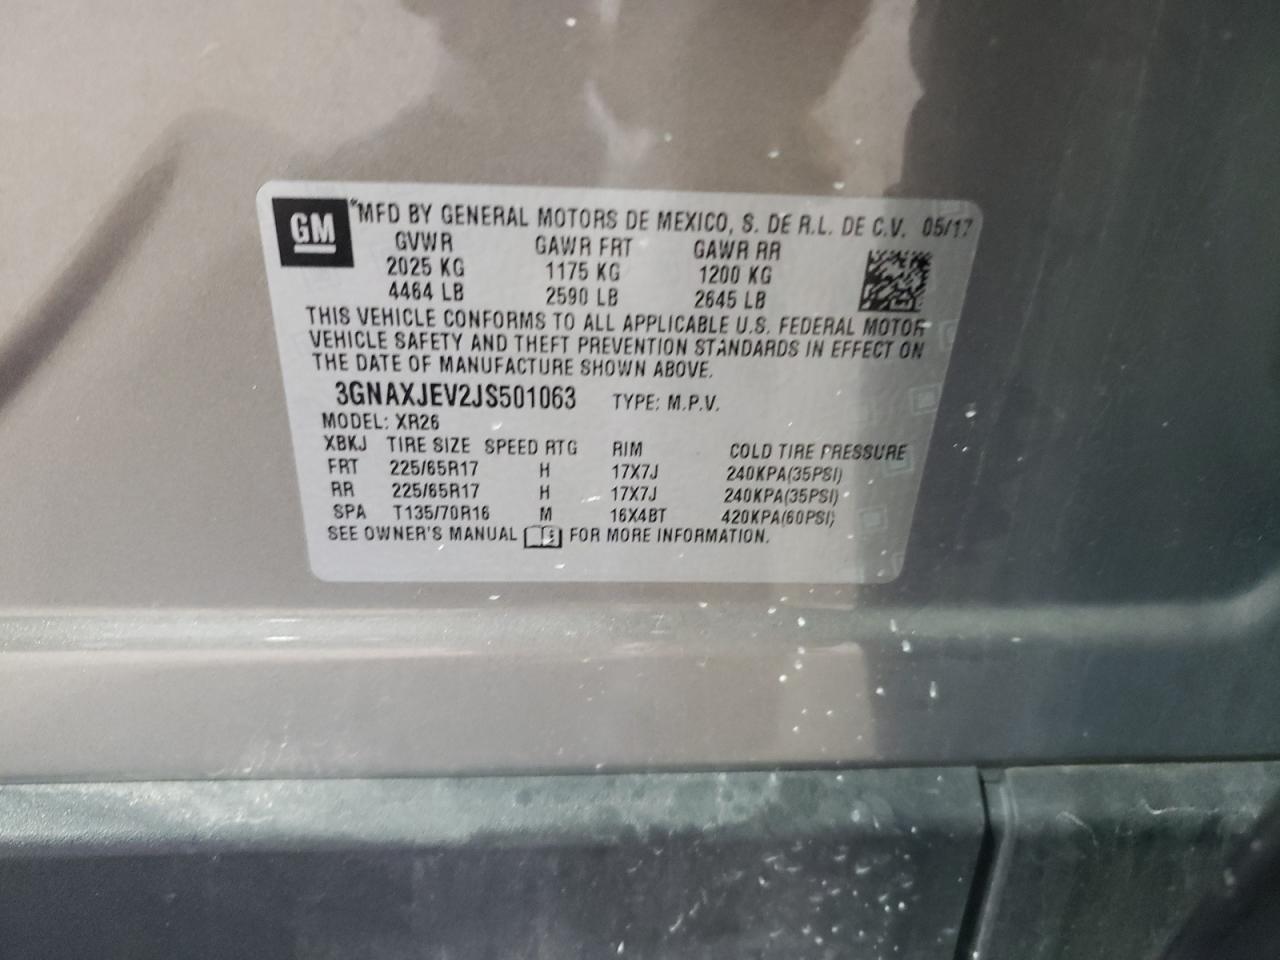 GM
*MFD BY GENERAL MOTORS DE MEXICO, S. DE R.L. DE C.V. 05/17
GVWR GAWR FRT GAWR RR
2025 KG 1175 KG 1200 KG
4464 LB 2590 LB 2645 LB
THIS VEHICLE CONFORMS TO ALL APPLICABLE U.S. FEDERAL MOTOR
VEHICLE SAFETY AND THEFT PREVENTION STANDARDS IN EFFECT ON
THE DATE OF MANUFACTURE SHOWN ABOVE.
3GNAXJEV2JS501063 TYPE: M.P.V.
MODEL: XR26
XBKJ TIRE SIZE SPEED RTG RIM COLD TIRE PRESSURE
FRT 225/65R17 H 17X7J 240KPA(35PSI)
RR 225/65R17 H 17X7J 240KPA(35PSI)
SPA T135/70R16 M 16X4BT 420KPA(60PSI)
SEE OWNER'S MANUAL FOR MORE INFORMATION.